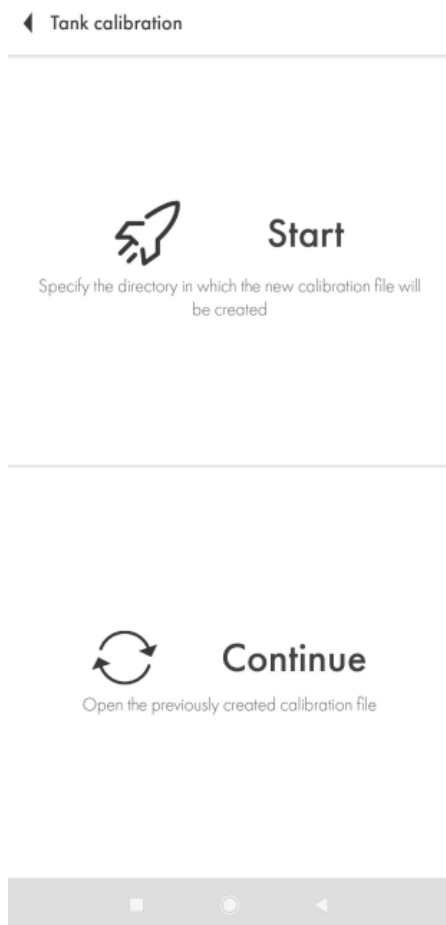 Tank calibration
Start
Specify the directory in which the new calibration file will
be created
Continue
Open the previously created calibration file